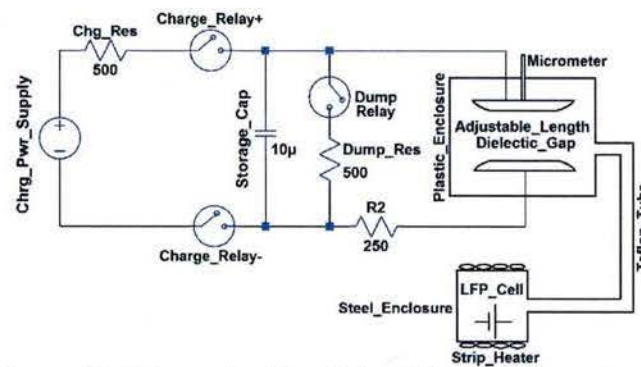 Charge_Relay+
Chg_Res
500
Micrometer
Chrg_Pwr_Supply
Storage_Cap
10µ
Dump
Relay
Dump_Res
500
Plastic_Enclosure
Adjustable_Length
Dielectic_Gap
R2
250
Charge_Relay-
Steel_Enclosure
LFP_Cell
Strip_Heater